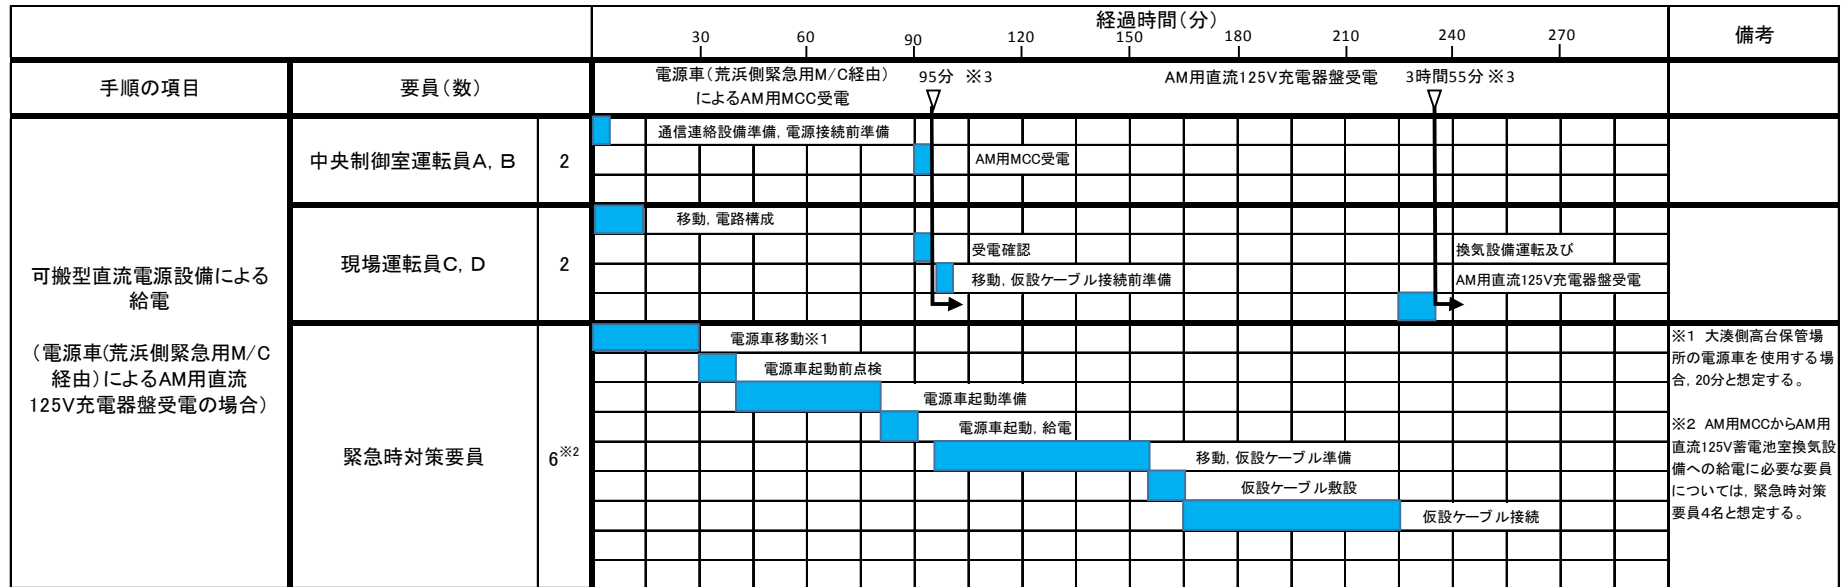 経過時間（分）
30 60 90 120 150 180 210 240 270
備考
手順の項目
要員（数）
電源車（荒浜側緊急用M/C経由）
によるAM用MCC受電
95分 ※3
AM用直流125V充電器盤受電
3時間55分 ※3
可搬型直流電源設備による
給電
（電源車（荒浜側緊急用M/C
経由）によるAM用直流
125V充電器盤受電の場合）
中央制御室運転員A，B
2
通信連絡設備準備，電源接続前準備
AM用MCC受電
現場運転員C，D
2
移動，電路構成
受電確認
移動，仮設ケーブル接続前準備
換気設備運転及び
AM用直流125V充電器盤受電
緊急時対策要員
6※2
電源車移動※1
電源車起動前点検
電源車起動準備
電源車起動，給電
移動，仮設ケーブル準備
仮設ケーブル敷設
仮設ケーブル接続
※1 大湊側高台保管場
所の電源車を使用する場
合，20分と想定する。
※2 AM用MCCからAM用
直流125V蓄電池室換気設
備への給電に必要な要員
については，緊急時対策
要員4名と想定する。